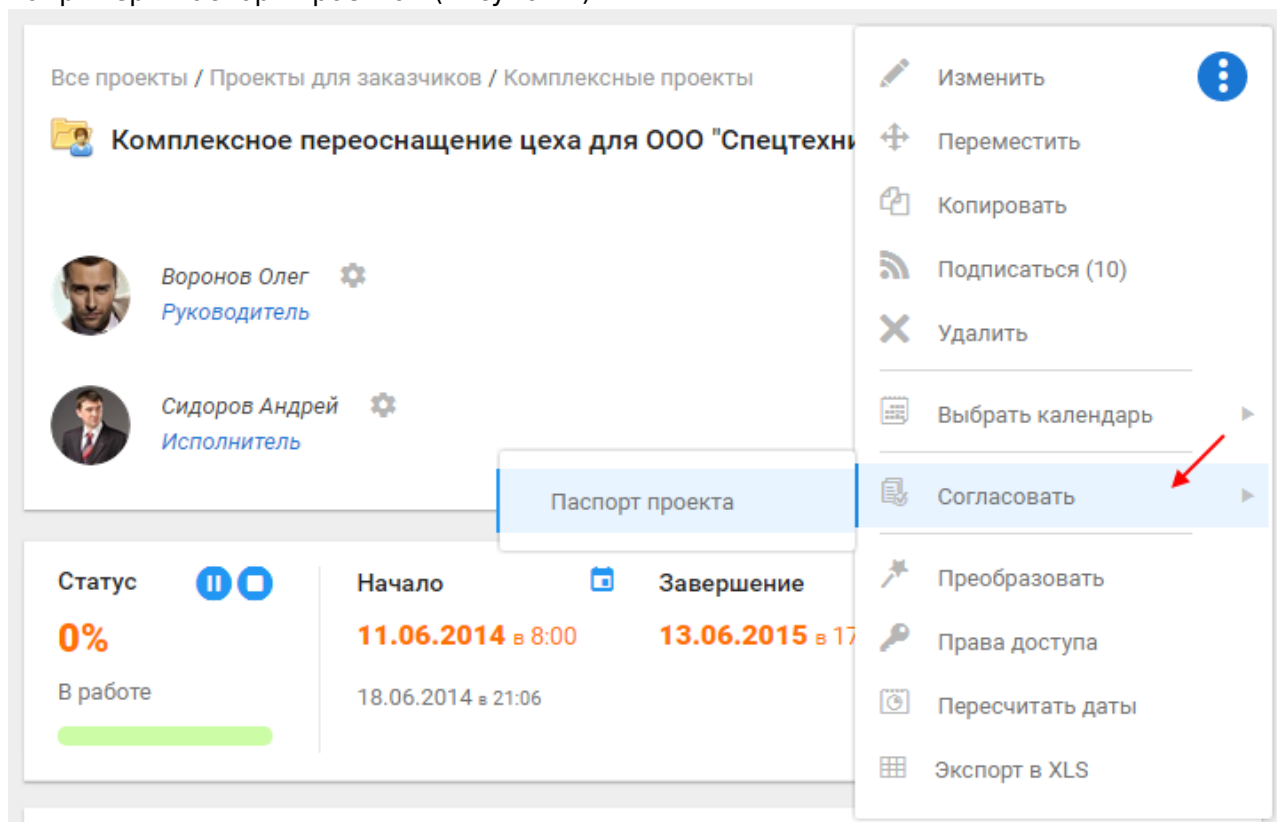 Все проекты / Проекты для заказчиков / Комплексные проекты
Комплексное переоснащение цеха для ООО "Спецтехни
Воронов Олег
Руководитель
Сидоров Андрей
Исполнитель
Изменить
Переместить
Копировать
Подписаться (10)
Удалить
Выбрать календарь
Согласовать
Паспорт проекта
Преобразовать
Права доступа
Пересчитать даты
Экспорт в XLS
Статус
0%
В работе
Начало
11.06.2014 в 8:00
18.06.2014 в 21:06
Завершение
13.06.2015 в 17